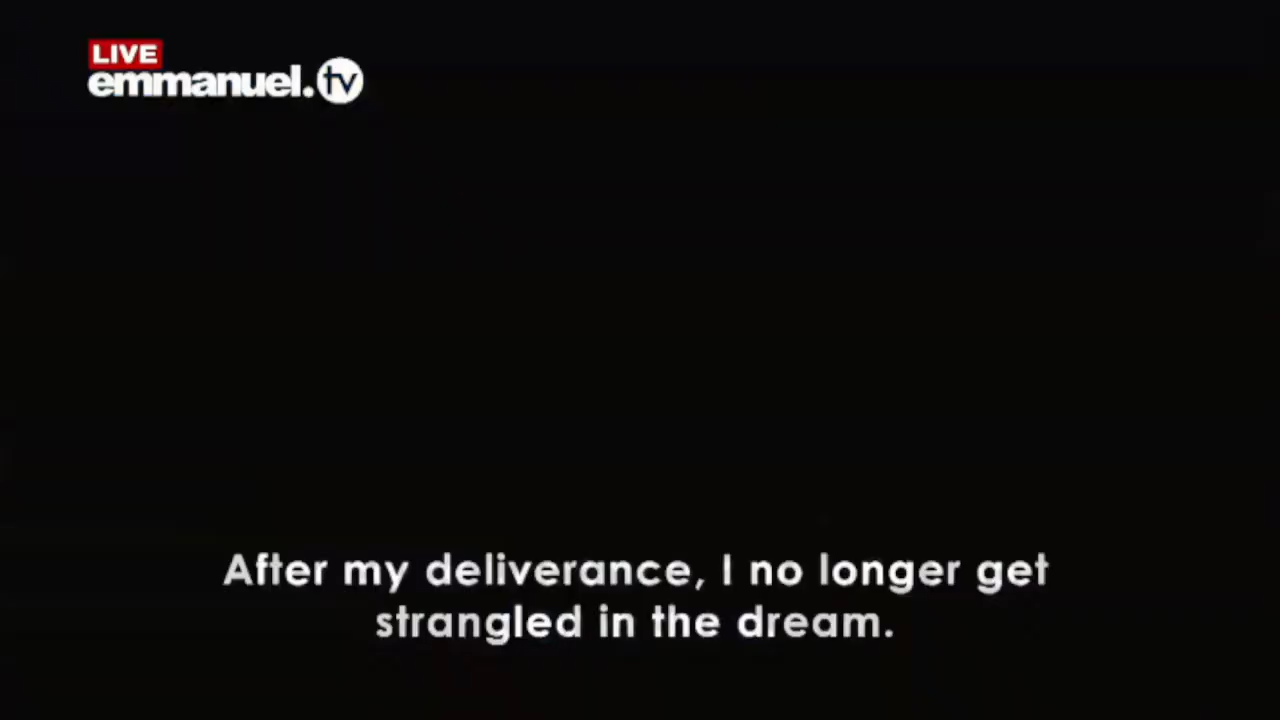 LIVE
emmanuel.tv
After my deliverance, I no longer get
strangled in the dream.